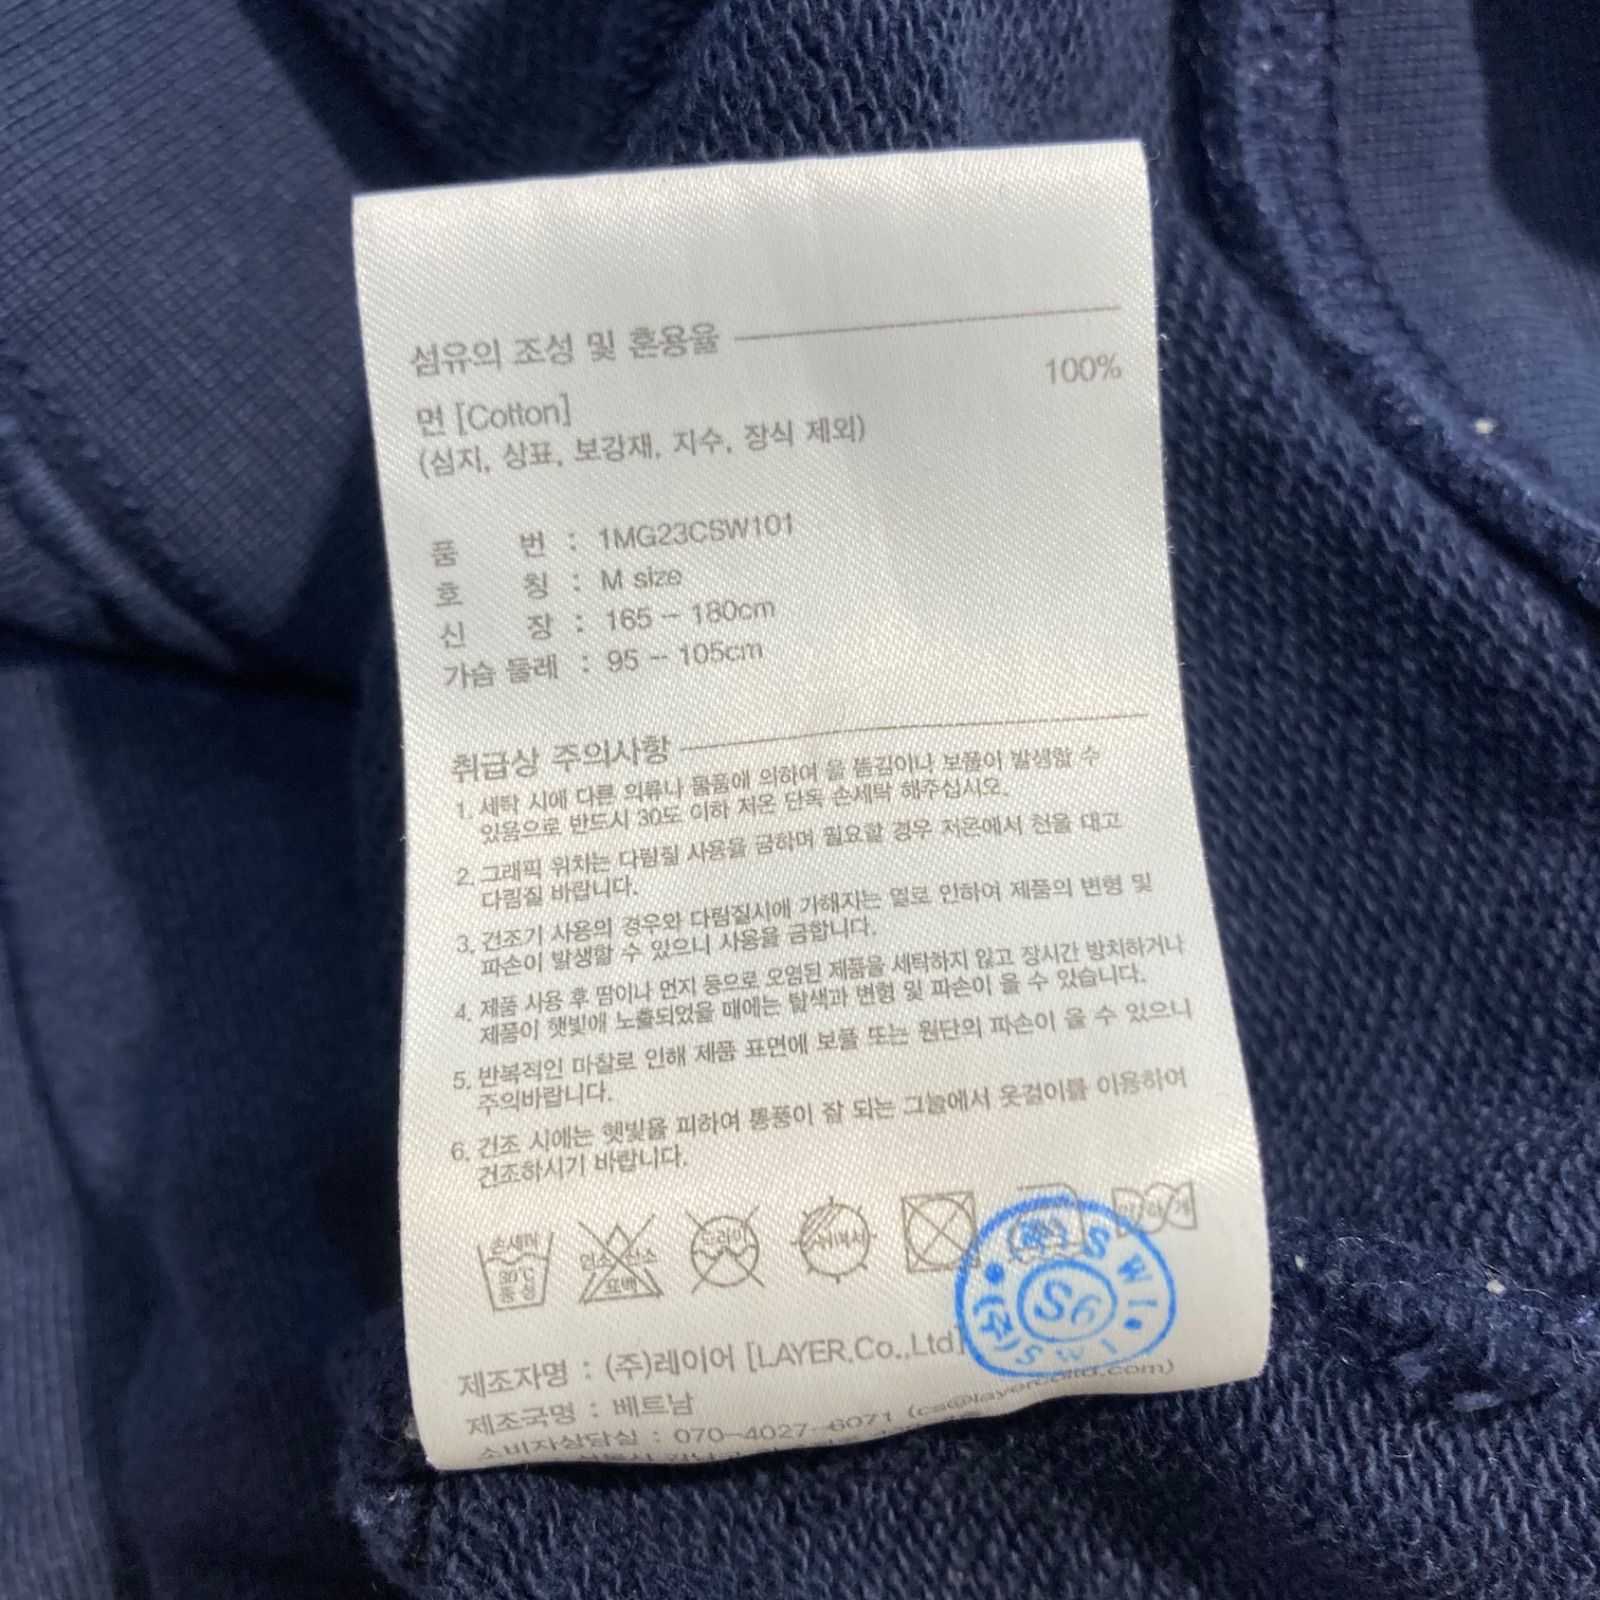 섬유의 조성 및 혼용율
면 [Cotton] 100%
(심지, 상표, 보강재, 지수, 장식 제외)
품 번 : 1MG23CSW101
호 칭 : M size
신 장 : 165 - 180cm
가슴 둘레 : 95 - 105cm
취급상 주의사항
1. 세탁 시에 다른 의류나 물품에 의하여 올 뜯김이나 보풀이 발생할 수
있음으로 반드시 30도 이하 저온 단독 손세탁 해주십시오.
2. 그래픽 위치는 다림질 사용을 금하며 필요할 경우 저온에서 천을 대고
다림질 바랍니다.
3. 건조기 사용의 경우와 다림질시에 가해지는 열로 인하여 제품의 변형 및
파손이 발생할 수 있으니 사용을 금합니다.
4. 제품 사용 후 땀이나 먼지 등으로 오염된 제품을 세탁하지 않고 장시간 방치하거나
제품이 햇빛에 노출되었을 때에는 탈색과 변형 및 파손이 올 수 있습니다.
5. 반복적인 마찰로 인해 제품 표면에 보풀 또는 원단의 파손이 올 수 있으니
주의바랍니다.
6. 건조 시에는 햇빛을 피하여 통풍이 잘 되는 그늘에서 옷걸이를 이용하여
건조하시기 바랍니다.
손세탁 30°C 중성
염소 산소 표백
드라이
옷걸이
약하게
(주) S W I
S6
(주) S W I
제조자명 : (주)레이어 [LAYER.Co.,Ltd]
제조국명 : 베트남
소비자상담실 : 070-4027-6071 (cs@layercoltd.com)